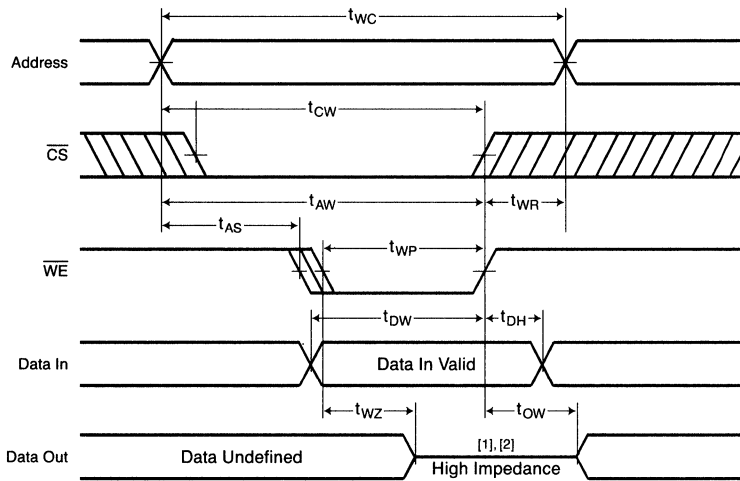 tWC
Address
tCW
CS
tAW
tWR
tAS
WE
tWP
tDW
tDH
Data In
Data In Valid
tWZ
tOW
Data Out
Data Undefined
[1], [2]
High Impedance